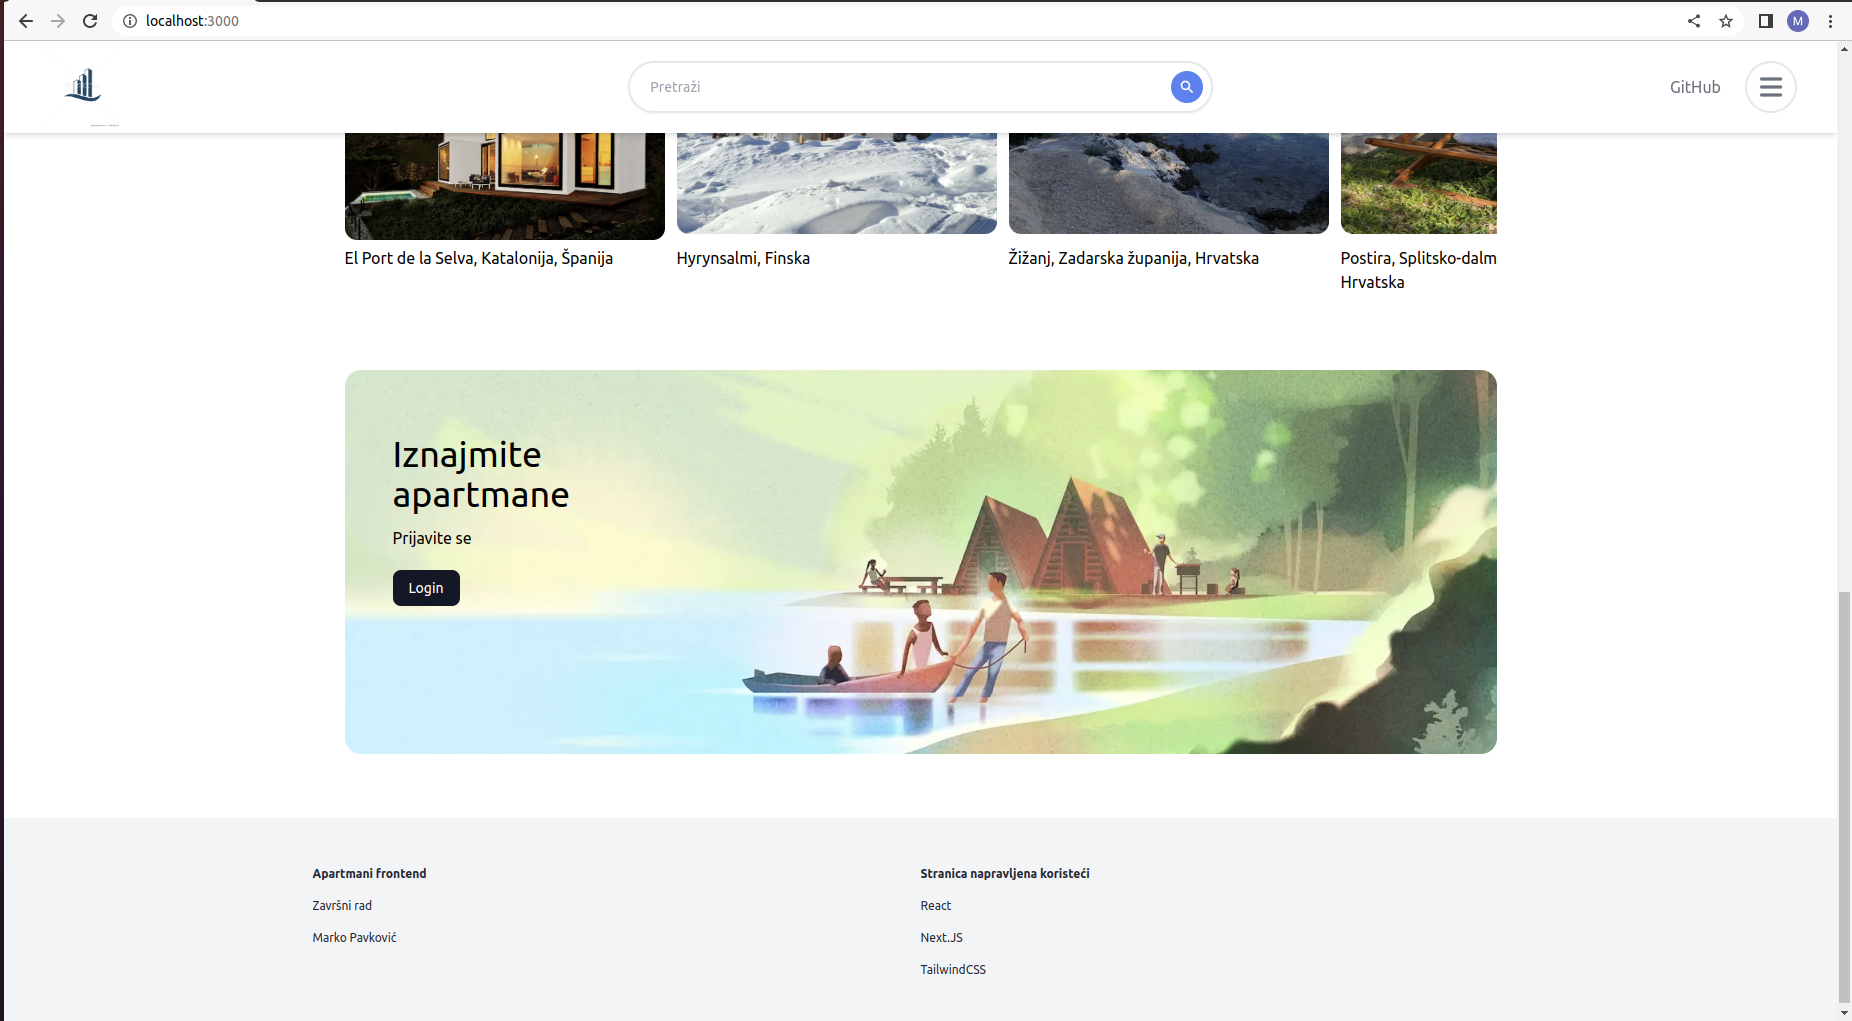 localhost:3000
M
Pretraži
GitHub
El Port de la Selva, Katalonija, Španija
Hyrynsalmi, Finska
Žižanj, Zadarska županija, Hrvatska
Postira, Splitsko-dalm
Hrvatska
Iznajmite
apartmane
Prijavite se
Login
Apartmani frontend
Završni rad
Marko Pavković
Stranica napravljena koristeći
React
Next.JS
TailwindCSS